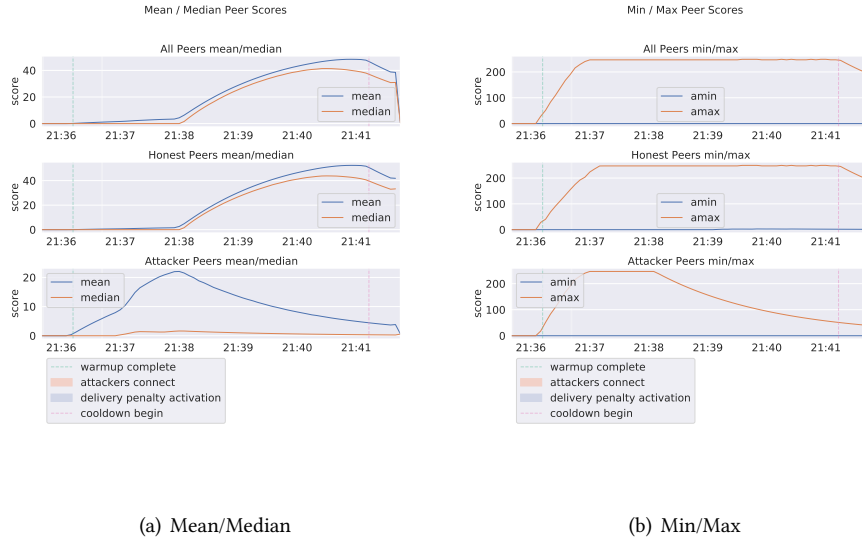 Mean / Median Peer Scores
All Peers mean/median
score
40
20
0
mean
median
21:36 21:37 21:38 21:39 21:40 21:41
Honest Peers mean/median
score
40
20
0
mean
median
21:36 21:37 21:38 21:39 21:40 21:41
Attacker Peers mean/median
score
20
10
0
mean
median
21:36 21:37 21:38 21:39 21:40 21:41
warmup complete
attackers connect
delivery penalty activation
cooldown begin
(a) Mean/Median
Min / Max Peer Scores
All Peers min/max
score
200
100
0
amin
amax
21:36 21:37 21:38 21:39 21:40 21:41
Honest Peers min/max
score
200
100
0
amin
amax
21:36 21:37 21:38 21:39 21:40 21:41
Attacker Peers min/max
score
200
100
0
amin
amax
21:36 21:37 21:38 21:39 21:40 21:41
warmup complete
attackers connect
delivery penalty activation
cooldown begin
(b) Min/Max